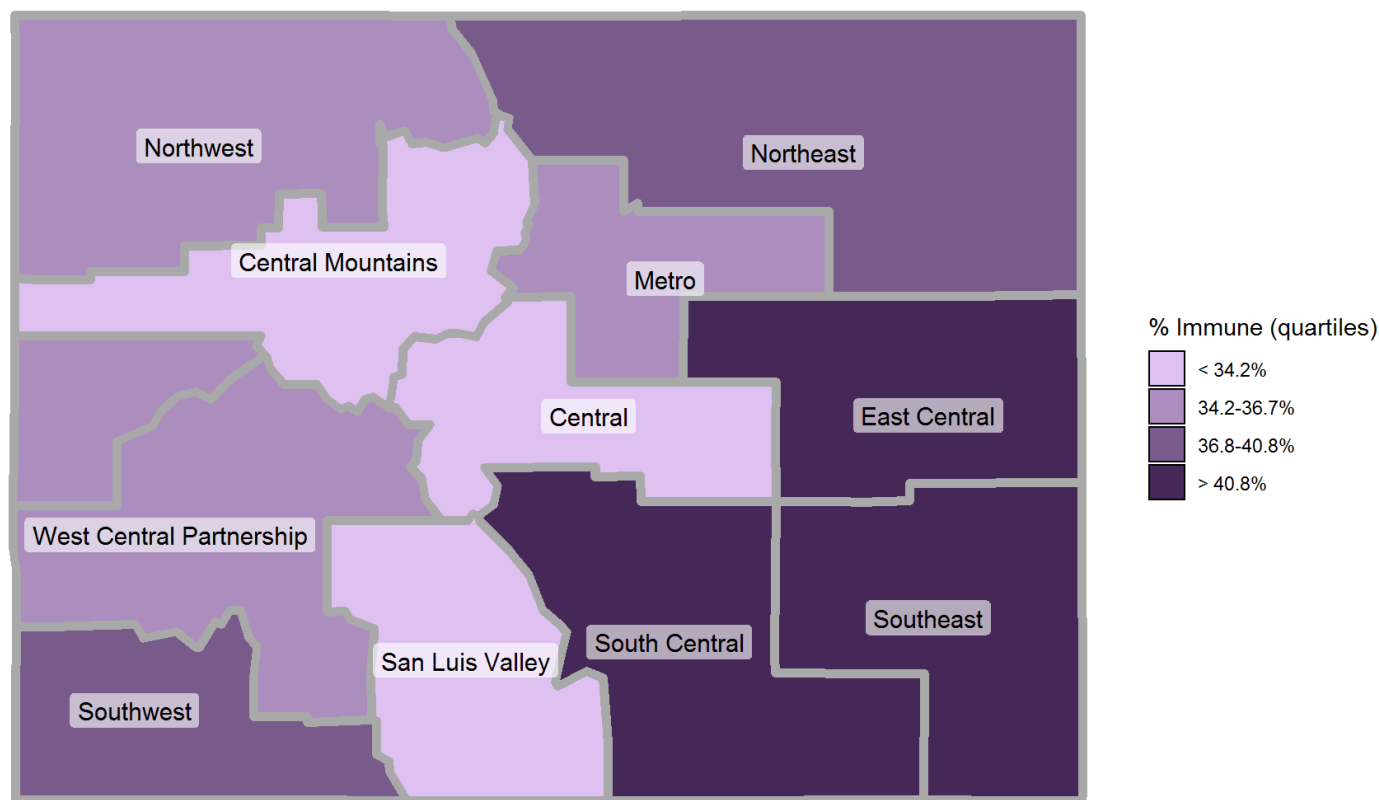 Northwest
Northeast
Central Mountains
Metro
Central
East Central
West Central Partnership
Southeast
South Central
San Luis Valley
Southwest
% Immune (quartiles)
< 34.2%
34.2-36.7%
36.8-40.8%
> 40.8%